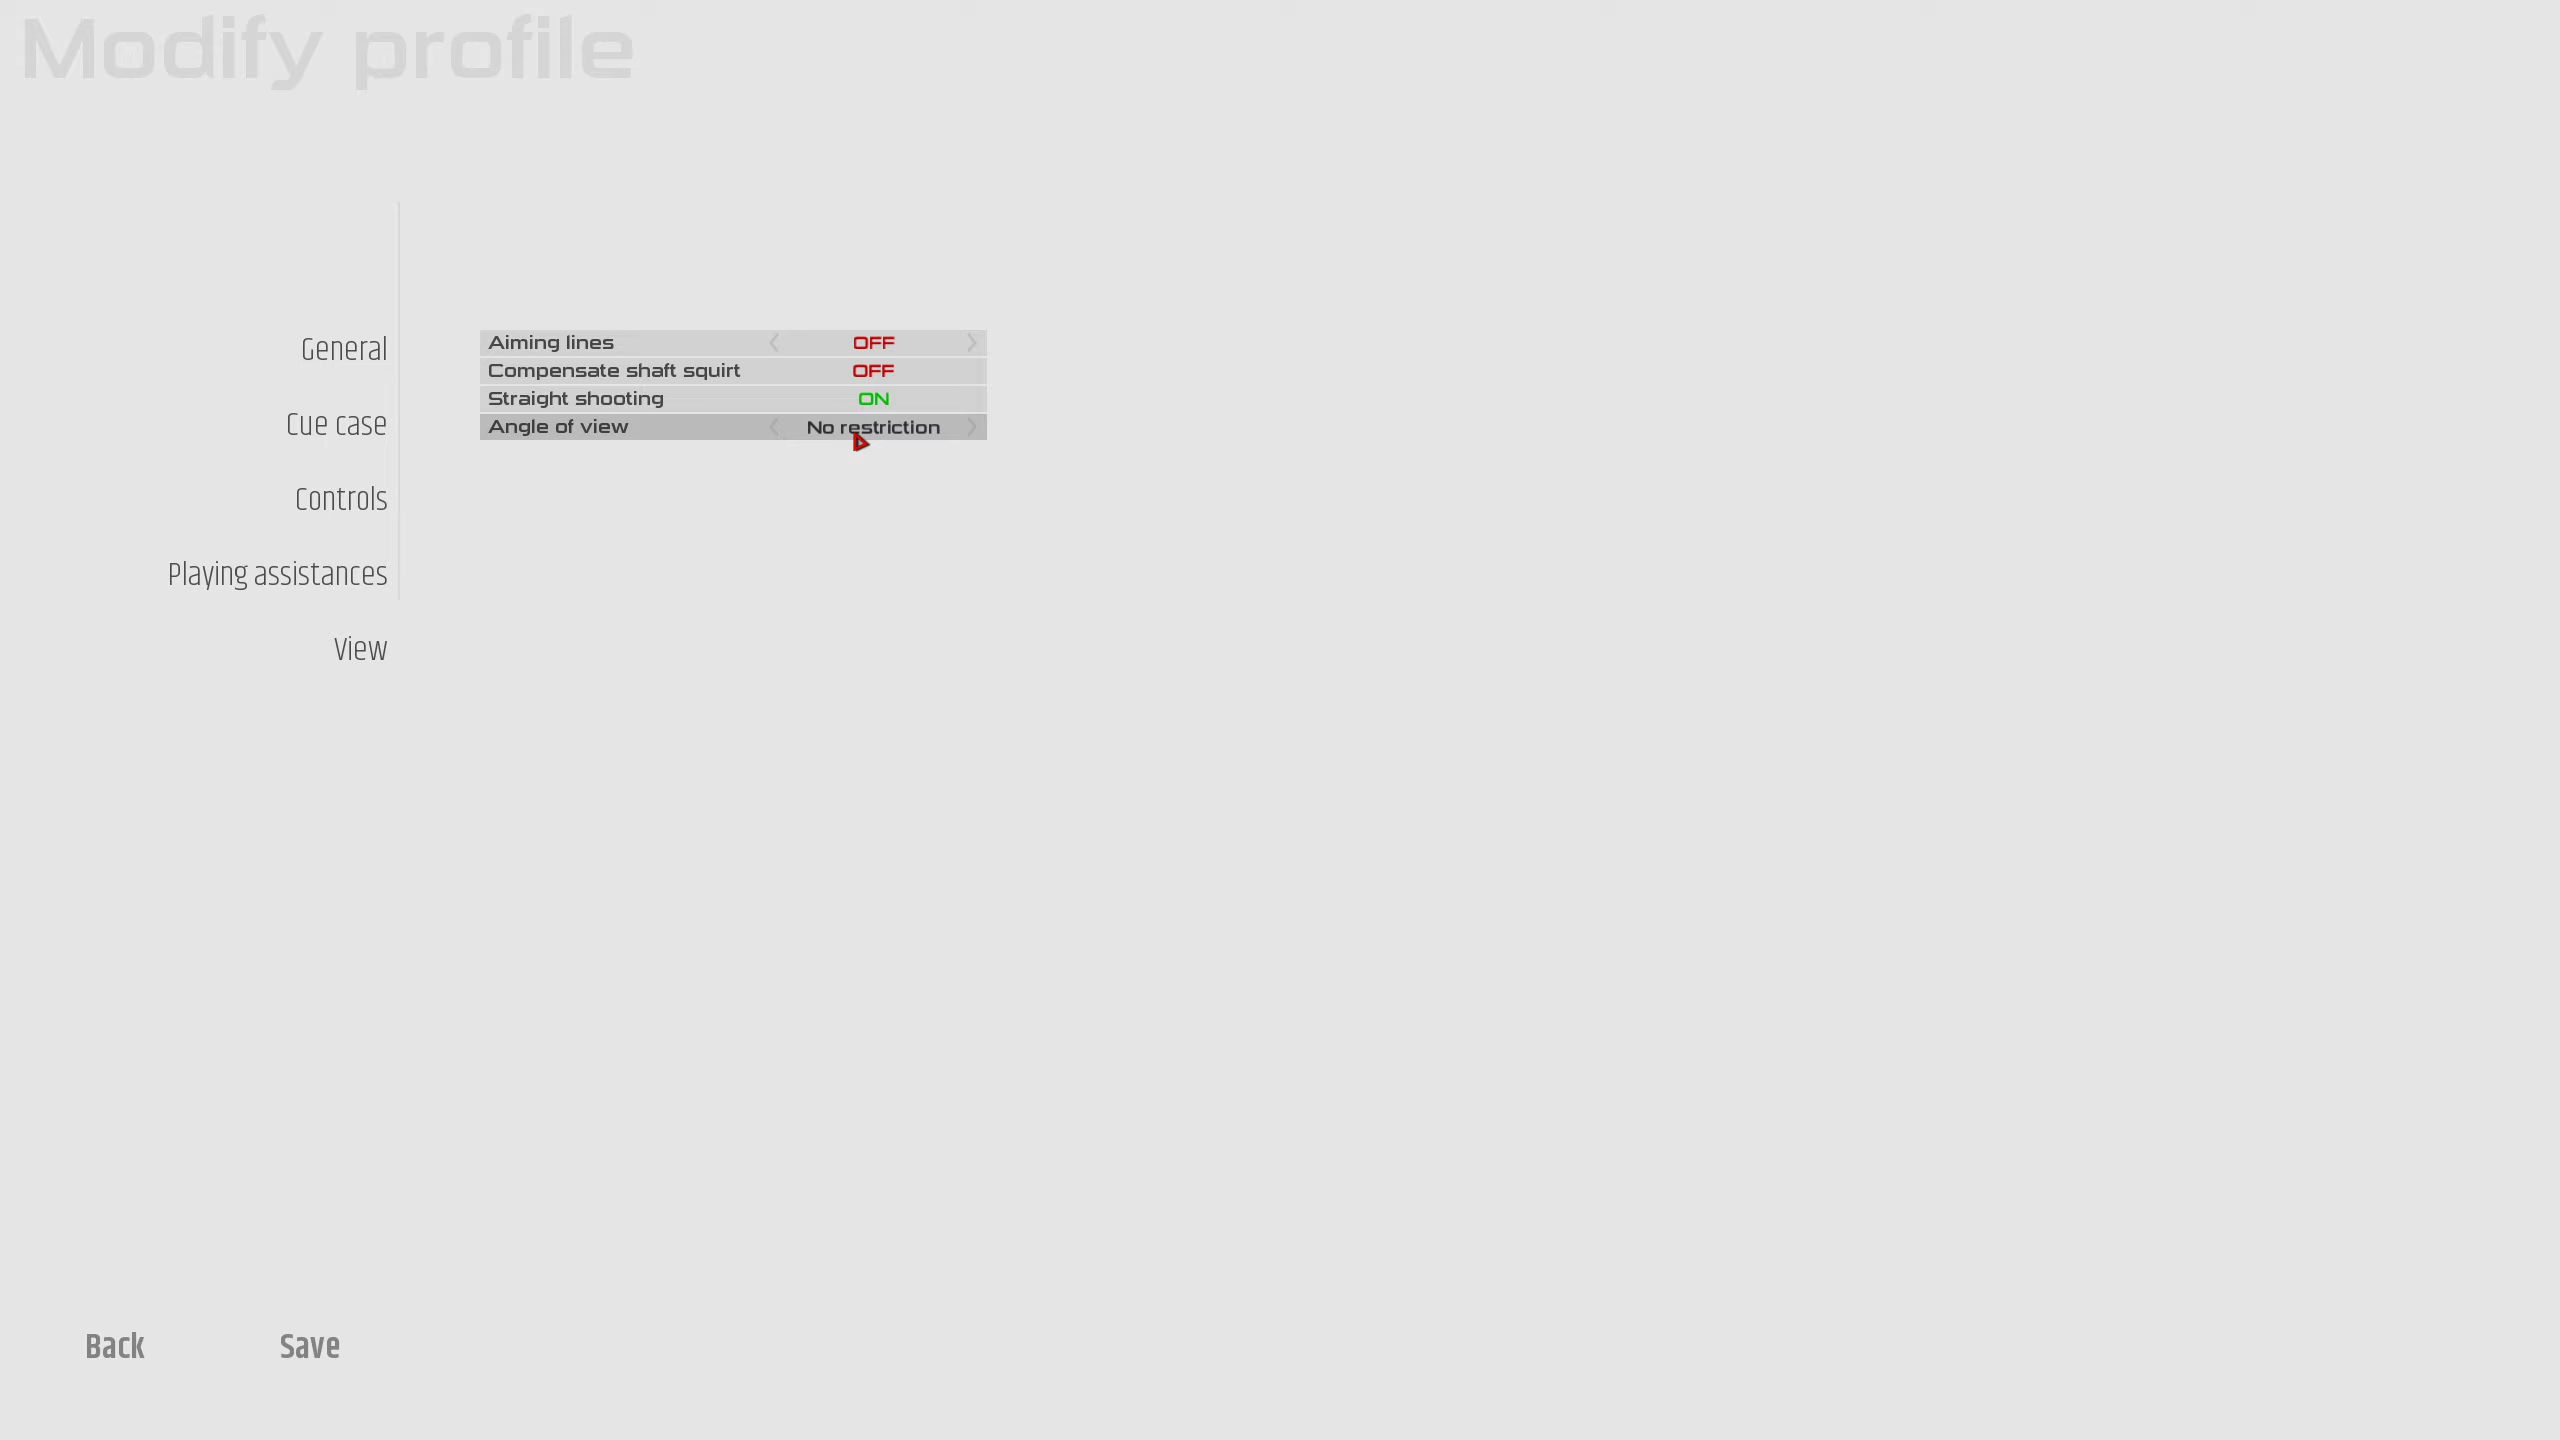 Modify profile
General
Cue case
Controls
Playing assistances
View
Aiming lines OFF
Compensate shaft squirt OFF
Straight shooting ON
Angle of view No restriction
Back Save